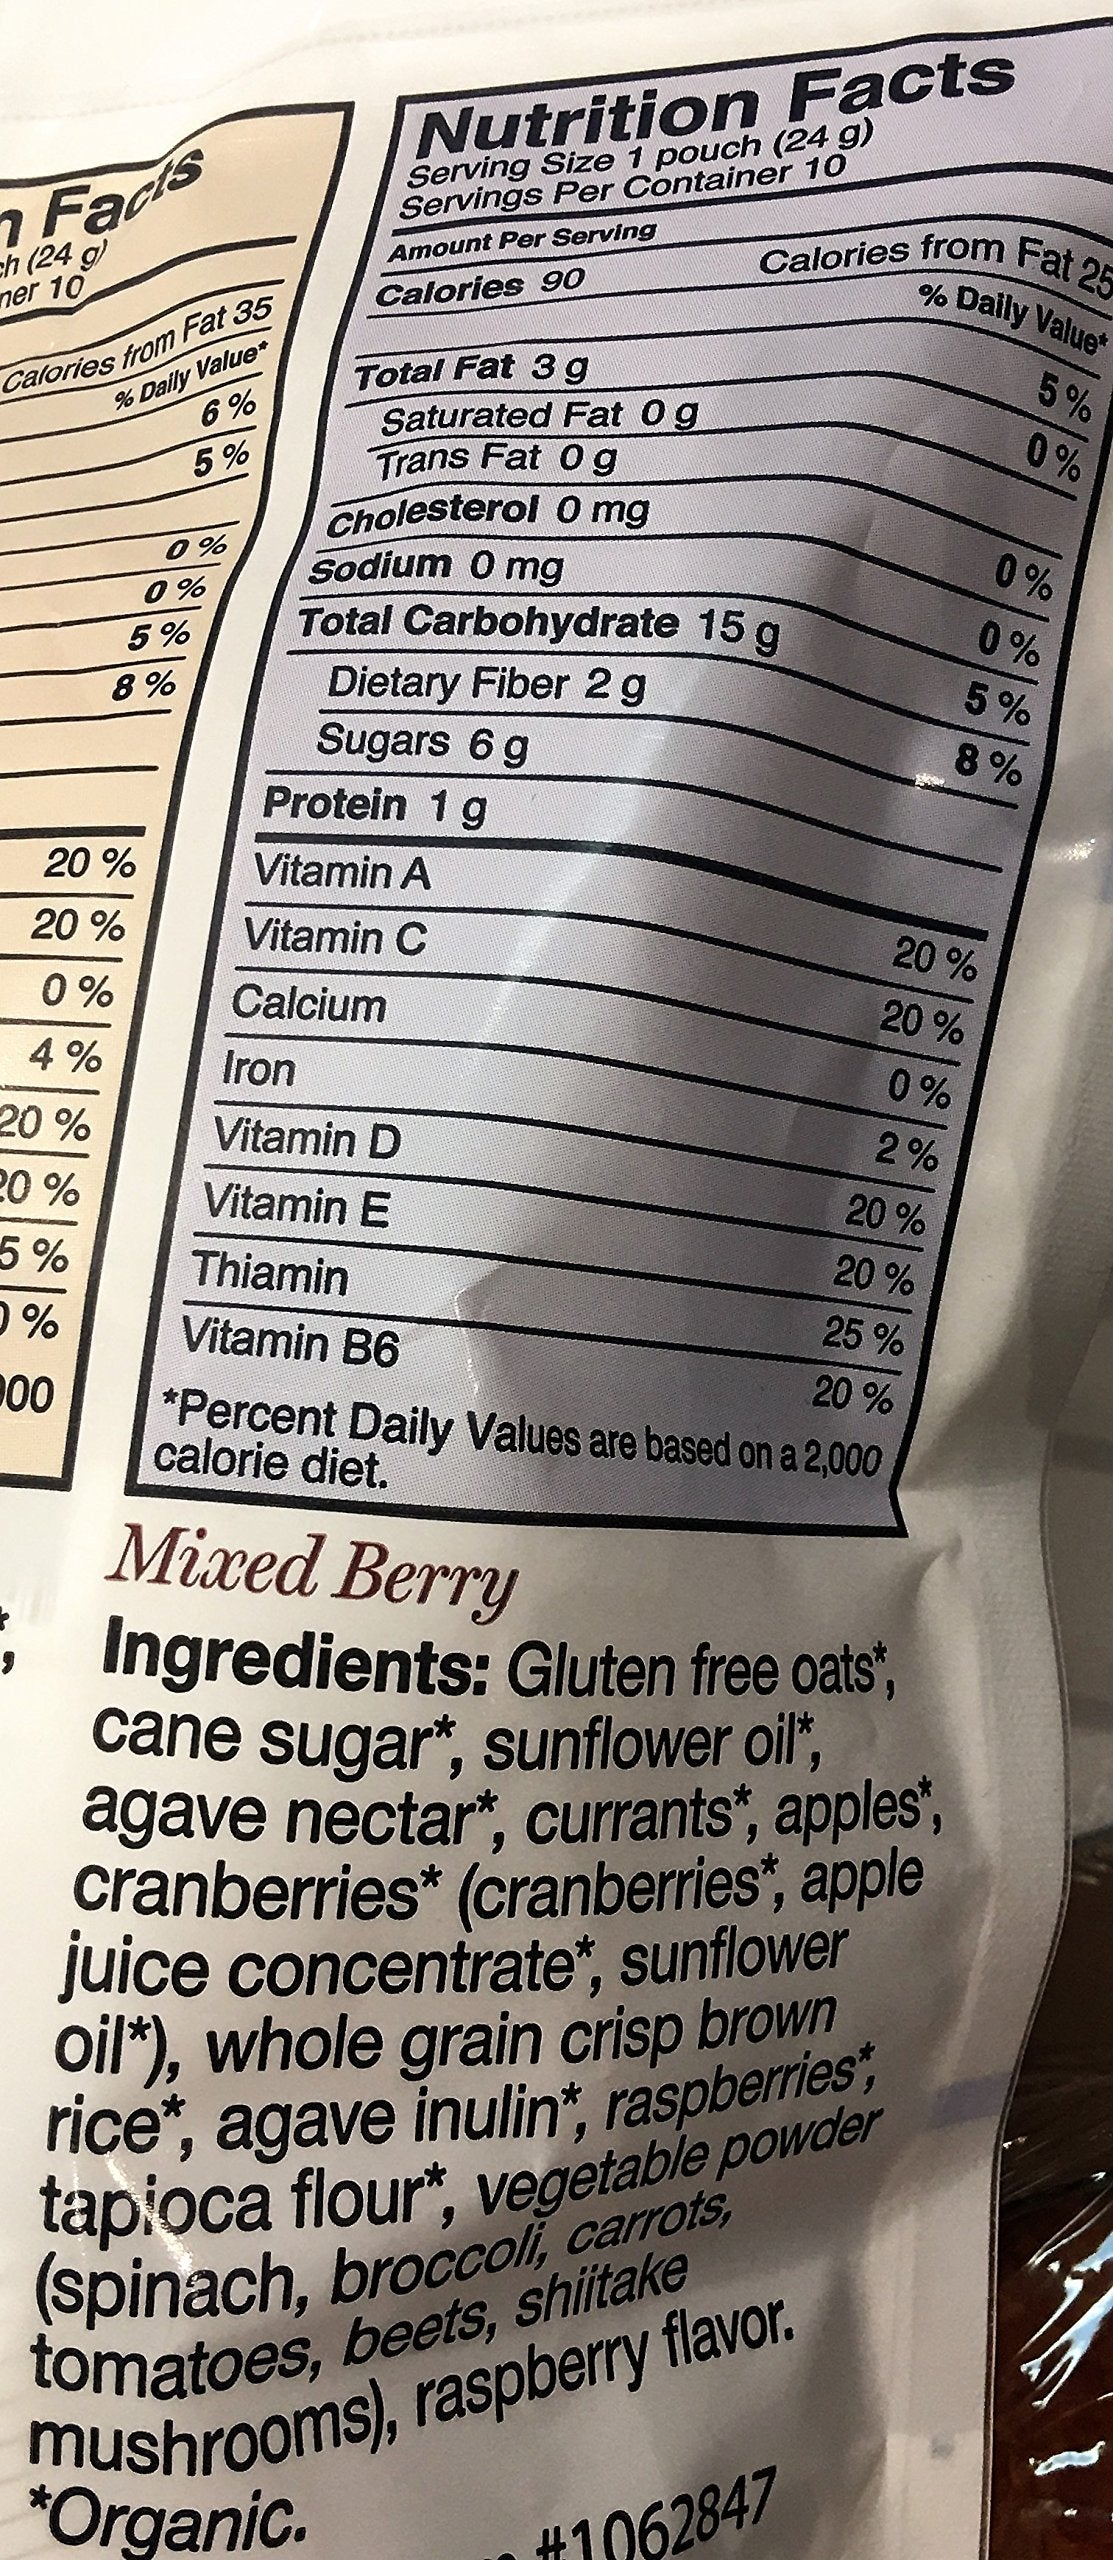 Facts
(24 g)
10
Calories from Fat 35
% Daily Value*
6 %
5 %
0 %
0 %
5 %
8 %
20 %
20 %
0 %
4 %
20 %
20 %
5 %
Nutrition Facts
Serving Size 1 pouch (24 g)
Servings Per Container 10
Amount Per Serving
Calories 90 Calories from Fat 25
% Daily Value*
Total Fat 3 g 5 %
Saturated Fat 0 g 0 %
Trans Fat 0 g
Cholesterol 0 mg 0 %
Sodium 0 mg 0 %
Total Carbohydrate 15 g 5 %
Dietary Fiber 2 g 8 %
Sugars 6 g
Protein 1 g
Vitamin A 20 %
Vitamin C 20 %
Calcium 0 %
Iron 2 %
Vitamin D 20 %
Vitamin E 20 %
Thiamin 25 %
Vitamin B6 20 %
*Percent Daily Values are based on a 2,000
calorie diet.
Mixed Berry
Ingredients: Gluten free oats*,
cane sugar*, sunflower oil*,
agave nectar*, currants*, apples*,
cranberries* (cranberries*, apple
juice concentrate*, sunflower
oil*), whole grain crisp brown
rice*, agave inulin*, raspberries*,
tapioca flour*, vegetable powder
(spinach, broccoli, carrots,
tomatoes, beets, shiitake
mushrooms), raspberry flavor.
*Organic.
#1062847